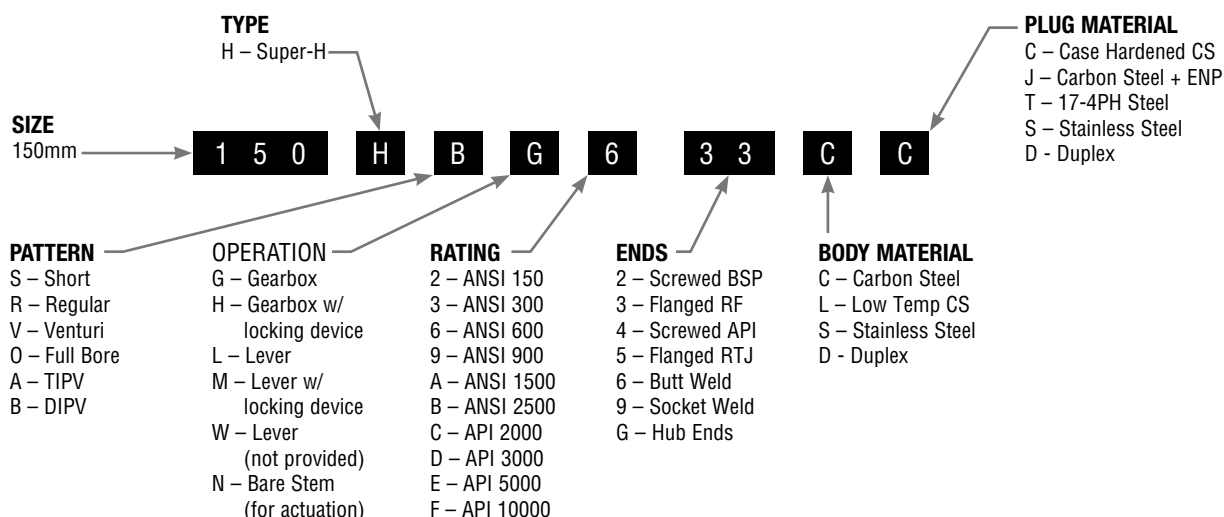 TYPE
H – Super-H
PLUG MATERIAL
C – Case Hardened CS
J – Carbon Steel + ENP
T – 17-4PH Steel
S – Stainless Steel
D - Duplex
SIZE
150mm
1 5 0 H B G 6 3 3 C C
PATTERN
S – Short
R – Regular
V – Venturi
O – Full Bore
A – TIPV
B – DIPV
OPERATION
G – Gearbox
H – Gearbox w/
locking device
L – Lever
M – Lever w/
locking device
W – Lever
(not provided)
N – Bare Stem
(for actuation)
RATING
2 – ANSI 150
3 – ANSI 300
6 – ANSI 600
9 – ANSI 900
A – ANSI 1500
B – ANSI 2500
C – API 2000
D – API 3000
E – API 5000
F – API 10000
ENDS
2 – Screwed BSP
3 – Flanged RF
4 – Screwed API
5 – Flanged RTJ
6 – Butt Weld
9 – Socket Weld
G – Hub Ends
BODY MATERIAL
C – Carbon Steel
L – Low Temp CS
S – Stainless Steel
D - Duplex